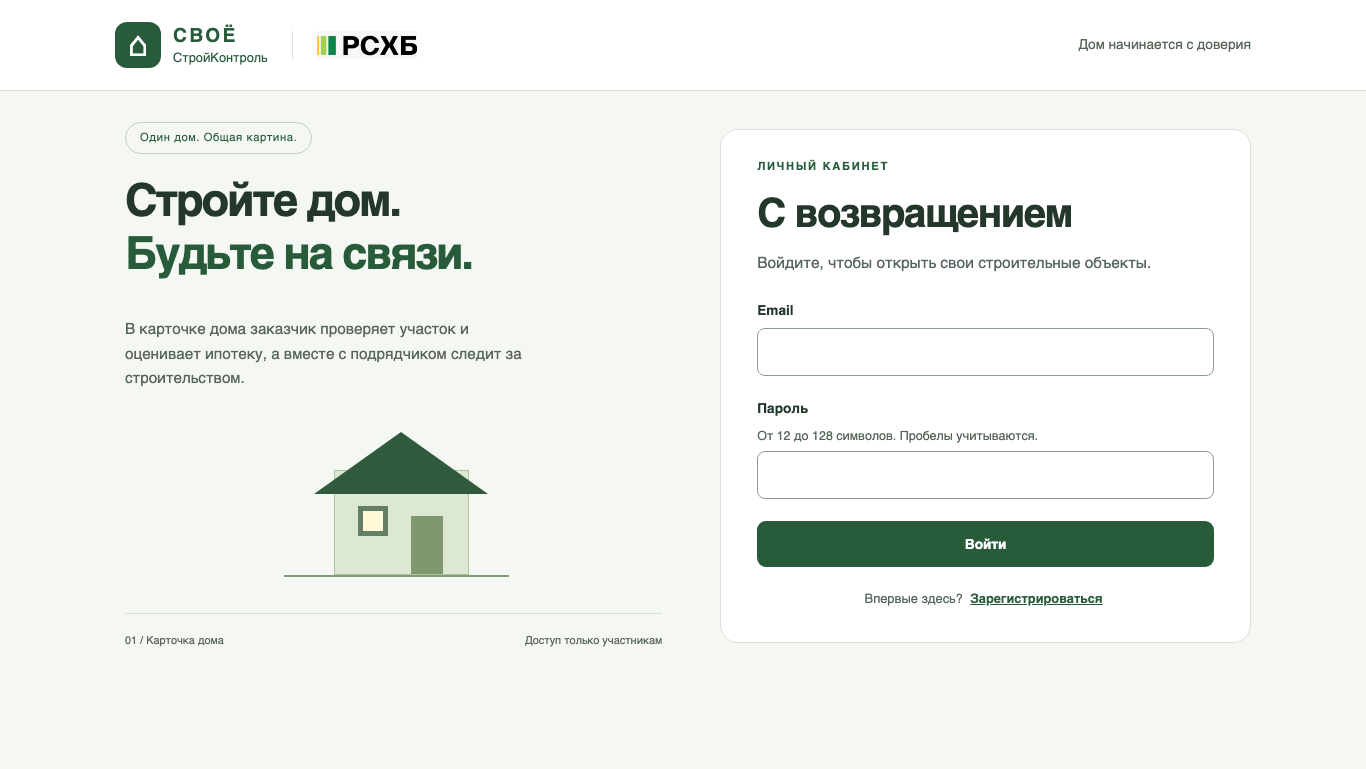 СВОЁ
СтройКонтроль
РСХБ
Дом начинается с доверия
Один дом. Общая картина.
Стройте дом.
Будьте на связи.
В карточке дома заказчик проверяет участок и
оценивает ипотеку, а вместе с подрядчиком следит за
строительством.
01 / Карточка дома
Доступ только участникам
ЛИЧНЫЙ КАБИНЕТ
С возвращением
Войдите, чтобы открыть свои строительные объекты.
Email
Пароль
От 12 до 128 символов. Пробелы учитываются.
Войти
Впервые здесь? Зарегистрироваться